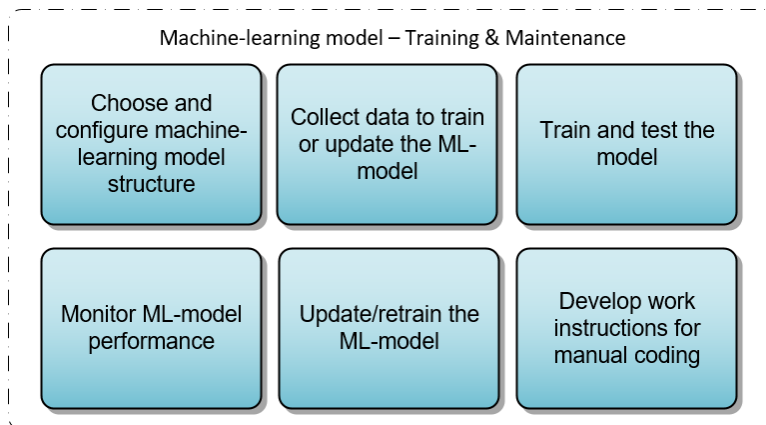 Machine-learning model – Training & Maintenance
Choose and
configure machine-
learning model
structure
Collect data to train
or update the ML-
model
Train and test the
model
Monitor ML-model
performance
Update/retrain the
ML-model
Develop work
instructions for
manual coding